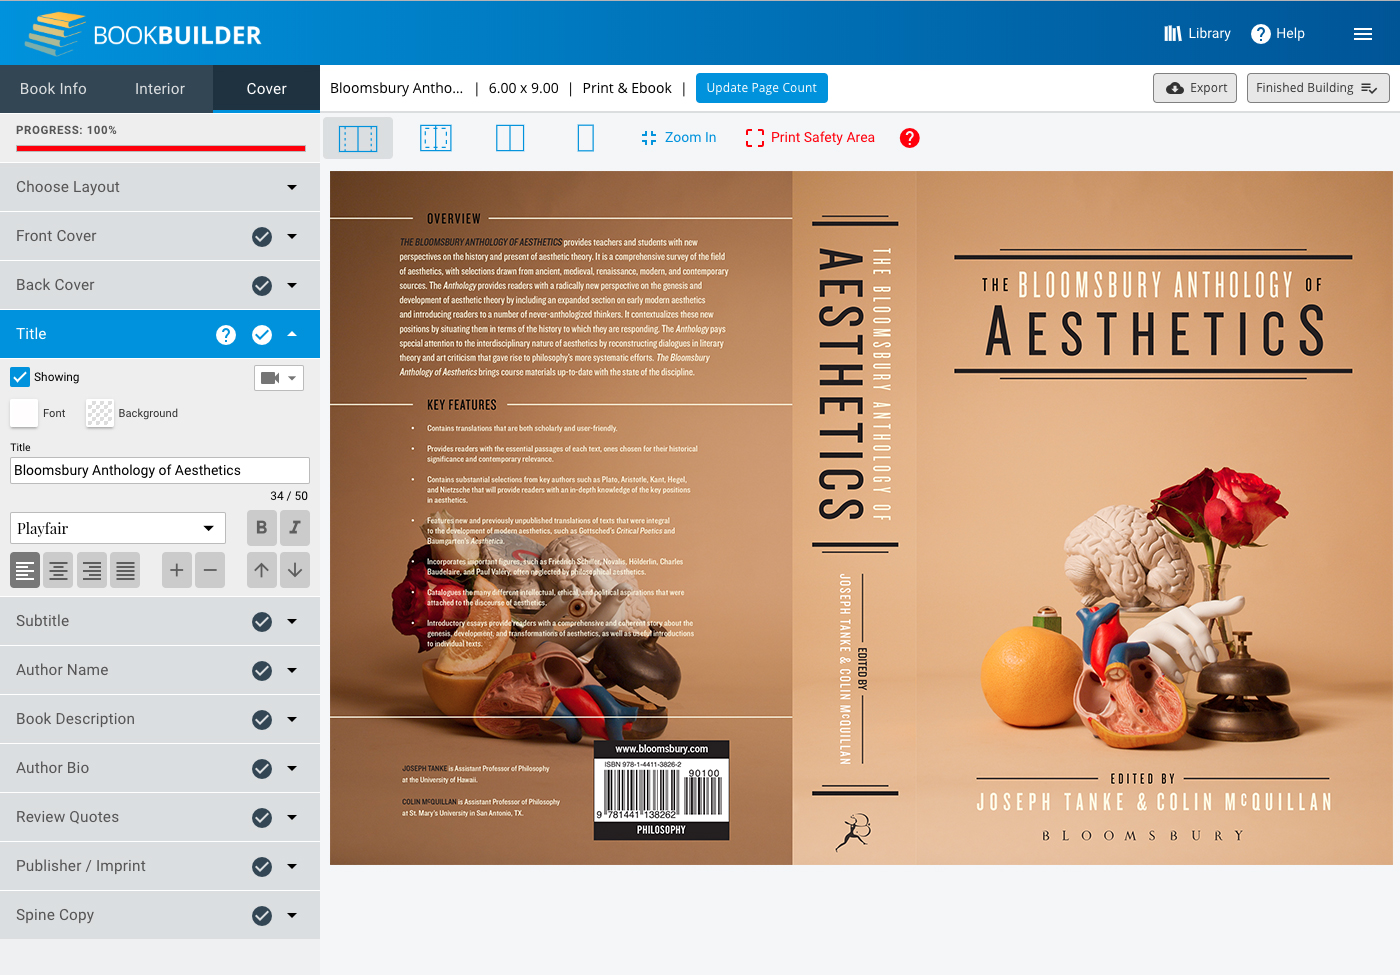 BOOKBUILDER
Library
Help
Book Info
Interior
Cover
Bloomsbury Antho... | 6.00 x 9.00 | Print & Ebook |
Update Page Count
Export
Finished Building
PROGRESS: 100%
Zoom In
Print Safety Area
Choose Layout
Front Cover
Back Cover
Title
Showing
Font
Background
Title
Bloomsbury Anthology of Aesthetics
34 / 50
Playfair
B I
Subtitle
Author Name
Book Description
Author Bio
Review Quotes
Publisher / Imprint
Spine Copy
OVERVIEW
THE BLOOMSBURY ANTHOLOGY OF AESTHETICS provides teachers and students with new
perspectives on the history and present of aesthetic theory. It is a comprehensive survey of the field
of aesthetics, with selections drawn from ancient, medieval, renaissance, modern, and contemporary
sources. The Anthology provides readers with a radically new perspective on the genesis and
development of aesthetic theory by including an expanded section on early modern aesthetics
and introducing readers to a number of never-anthologized thinkers. It contextualizes these new
positions by situating them in terms of the history to which they are responding. The Anthology pays
special attention to the interdisciplinary nature of aesthetics by reconstructing dialogues in literary
theory and art criticism that gave rise to philosophy's more systematic efforts. The Bloomsbury
Anthology of Aesthetics brings course materials up-to-date with the state of the discipline.
KEY FEATURES
• Contains translations that are both scholarly and user-friendly.
• Provides readers with the essential passages of each text, ones chosen for their historical
significance and contemporary relevance.
• Contains substantial selections from key authors such as Plato, Aristotle, Kant, Hegel,
and Nietzsche that will provide readers with an in-depth knowledge of the key positions
in aesthetics.
• Features new and previously unpublished translations of texts that were integral
to the development of modern aesthetics, such as Gottsched's Critical Poetics and
Baumgarten's Aesthetica.
• Incorporates important figures, such as Friedrich Schiller, Novalis, Hölderlin, Charles
Baudelaire, and Paul Valéry, often neglected by philosophical aesthetics.
• Catalogues the many different intellectual, ethical, and political aspirations that were
attached to the discourse of aesthetics.
• Introductory essays provide readers with a comprehensive and coherent story about the
genesis, development, and transformations of aesthetics, as well as useful introductions
to individual texts.
JOSEPH TANKE is Assistant Professor of Philosophy
at the University of Hawaii.
COLIN McQUILLAN is Assistant Professor of Philosophy
at St. Mary's University in San Antonio, TX.
www.bloomsbury.com
ISBN 978-1-4411-3826-2
90100
9 781441 138262
PHILOSOPHY
THE BLOOMSBURY ANTHOLOGY OF
AESTHETICS
EDITED BY
JOSEPH TANKE & COLIN McQUILLAN
THE BLOOMSBURY ANTHOLOGY OF
AESTHETICS
EDITED BY
JOSEPH TANKE & COLIN McQUILLAN
BLOOMSBURY